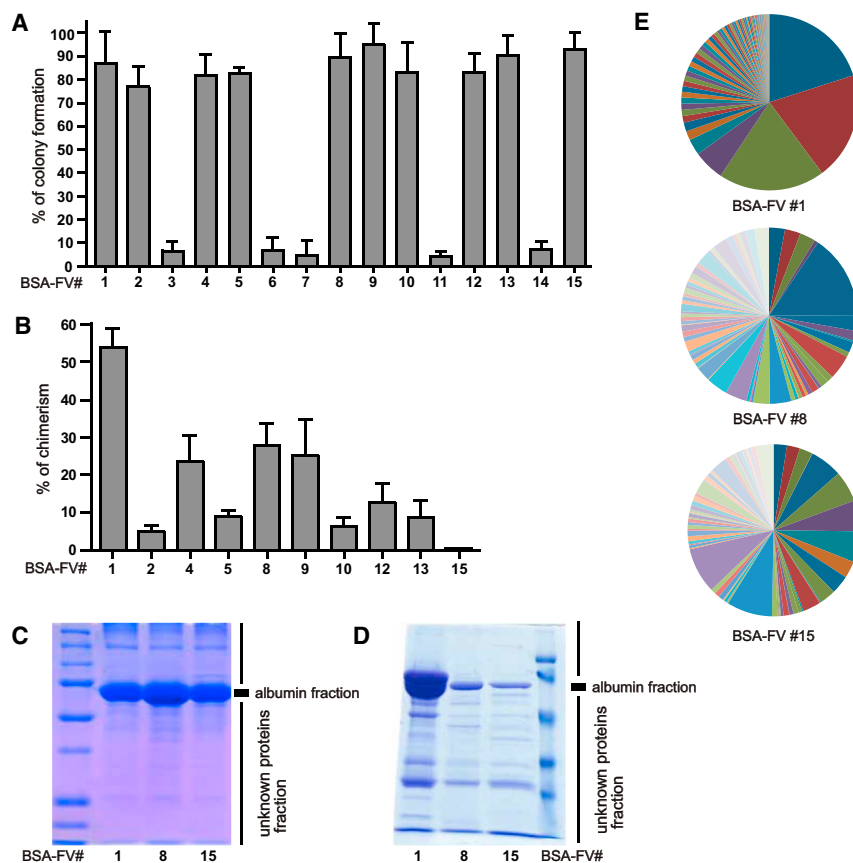 A
% of colony formation
100
90
80
70
60
50
40
30
20
10
0
BSA-FV# 1 2 3 4 5 6 7 8 9 10 11 12 13 14 15
B
% of chimerism
60
50
40
30
20
10
0
BSA-FV# 1 2 4 5 8 9 10 12 13 15
C
albumin fraction
unknown proteins
fraction
BSA-FV# 1 8 15
D
albumin fraction
unknown proteins
fraction
1 8 15 BSA-FV#
E
BSA-FV #1
BSA-FV #8
BSA-FV #15